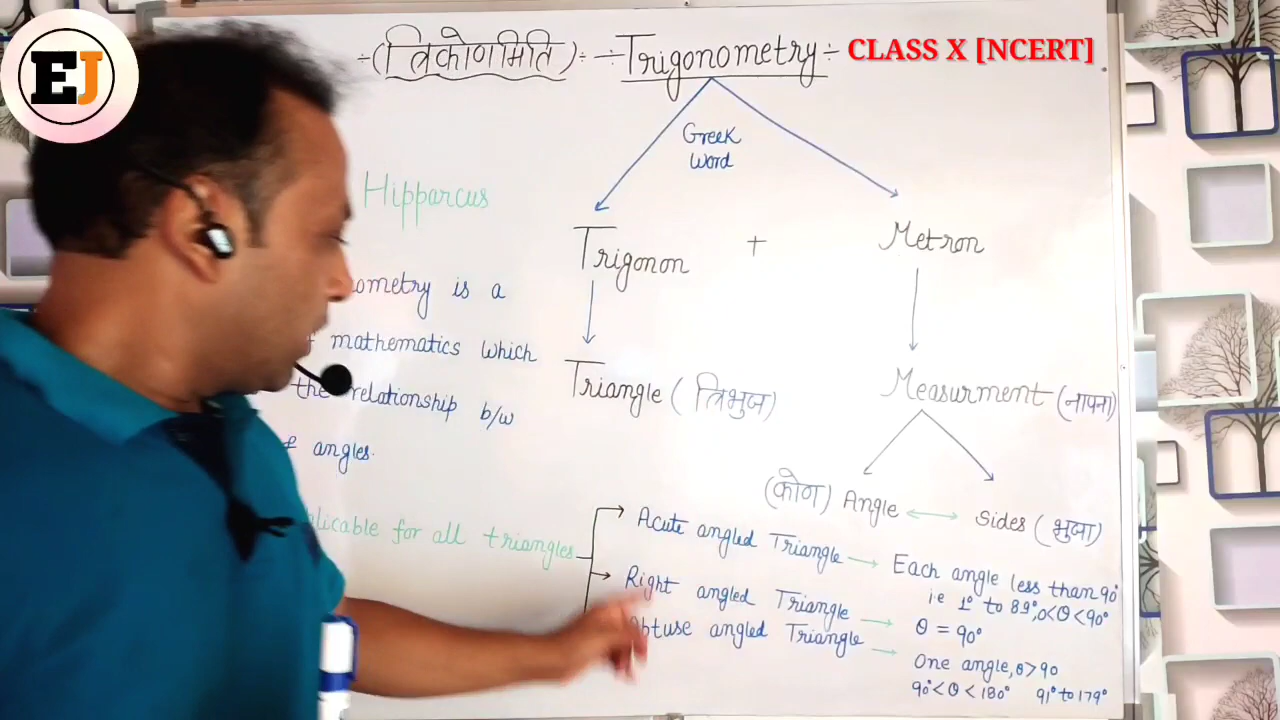 EJ
÷(त्रिकोणमिति)÷ -÷Trigonometry÷ CLASS X [NCERT]
Greek
Word
Hipparcus
Trigonon + Metron
ometry is a
mathematics which
the relationship b/w
angles.
Triangle (त्रिभुज)
Measurment (नापना)
(कोण) Angle ↔ Sides (भुजा)
licable for all triangles
Acute angled Triangle → Each angle less than 90°
ie 1° to 89°, 0<θ<90°
Right angled Triangle → θ = 90°
Obtuse angled Triangle → One angle, θ>90
90°<θ<180° 91° to 179°